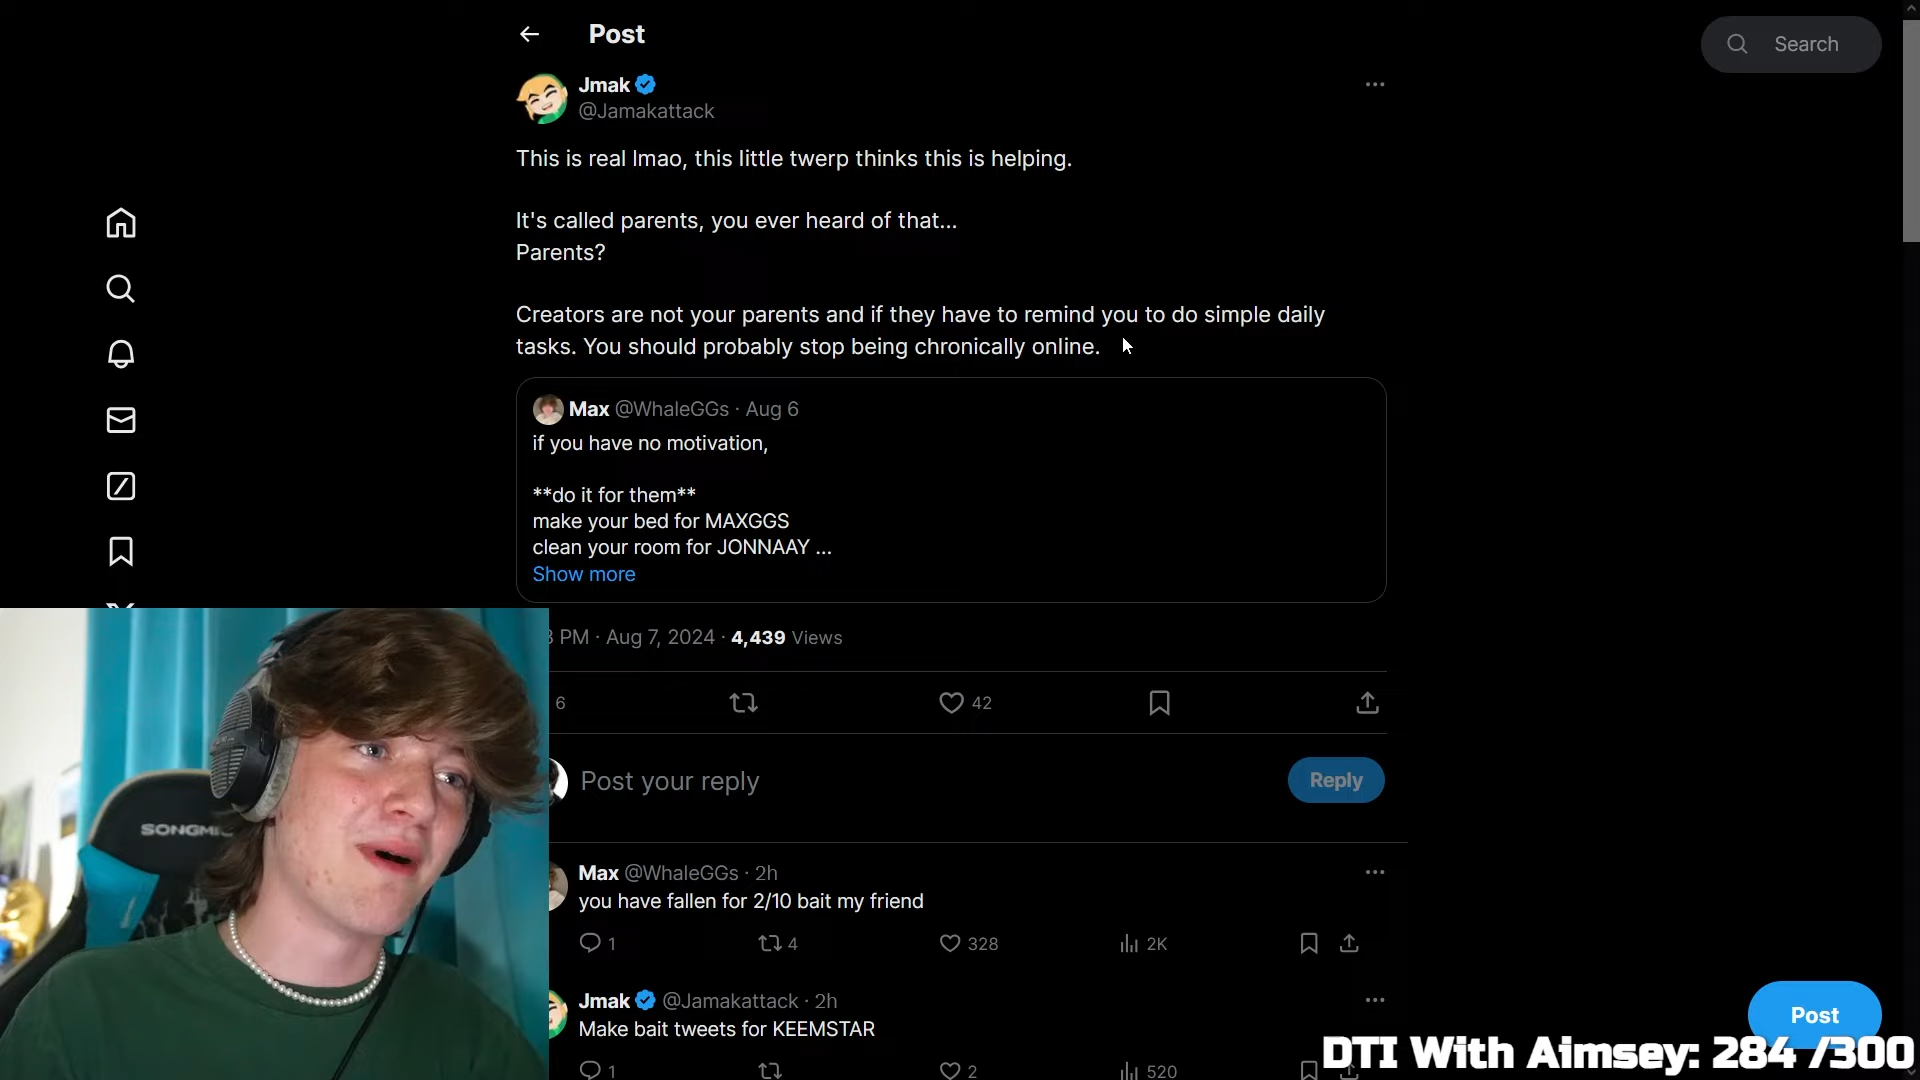 Post
Search
Jmak
@Jamakattack
This is real lmao, this little twerp thinks this is helping.
It's called parents, you ever heard of that...
Parents?
Creators are not your parents and if they have to remind you to do simple daily
tasks. You should probably stop being chronically online.
Max @WhaleGGs · Aug 6
if you have no motivation,
**do it for them**
make your bed for MAXGGS
clean your room for JONNAAY ...
Show more
PM · Aug 7, 2024 · 4,439 Views
6
42
Post your reply
Reply
Max @WhaleGGs · 2h
you have fallen for 2/10 bait my friend
1
4
328
2K
Jmak @Jamakattack · 2h
Make bait tweets for KEEMSTAR
1
2
520
Post
DTI With Aimsey: 284 /300